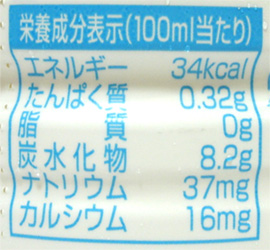 栄養成分表示(100ml当たり)
エネルギー 34kcal
たんぱく質 0.32g
脂質 0g
炭水化物 8.2g
ナトリウム 37mg
カルシウム 16mg